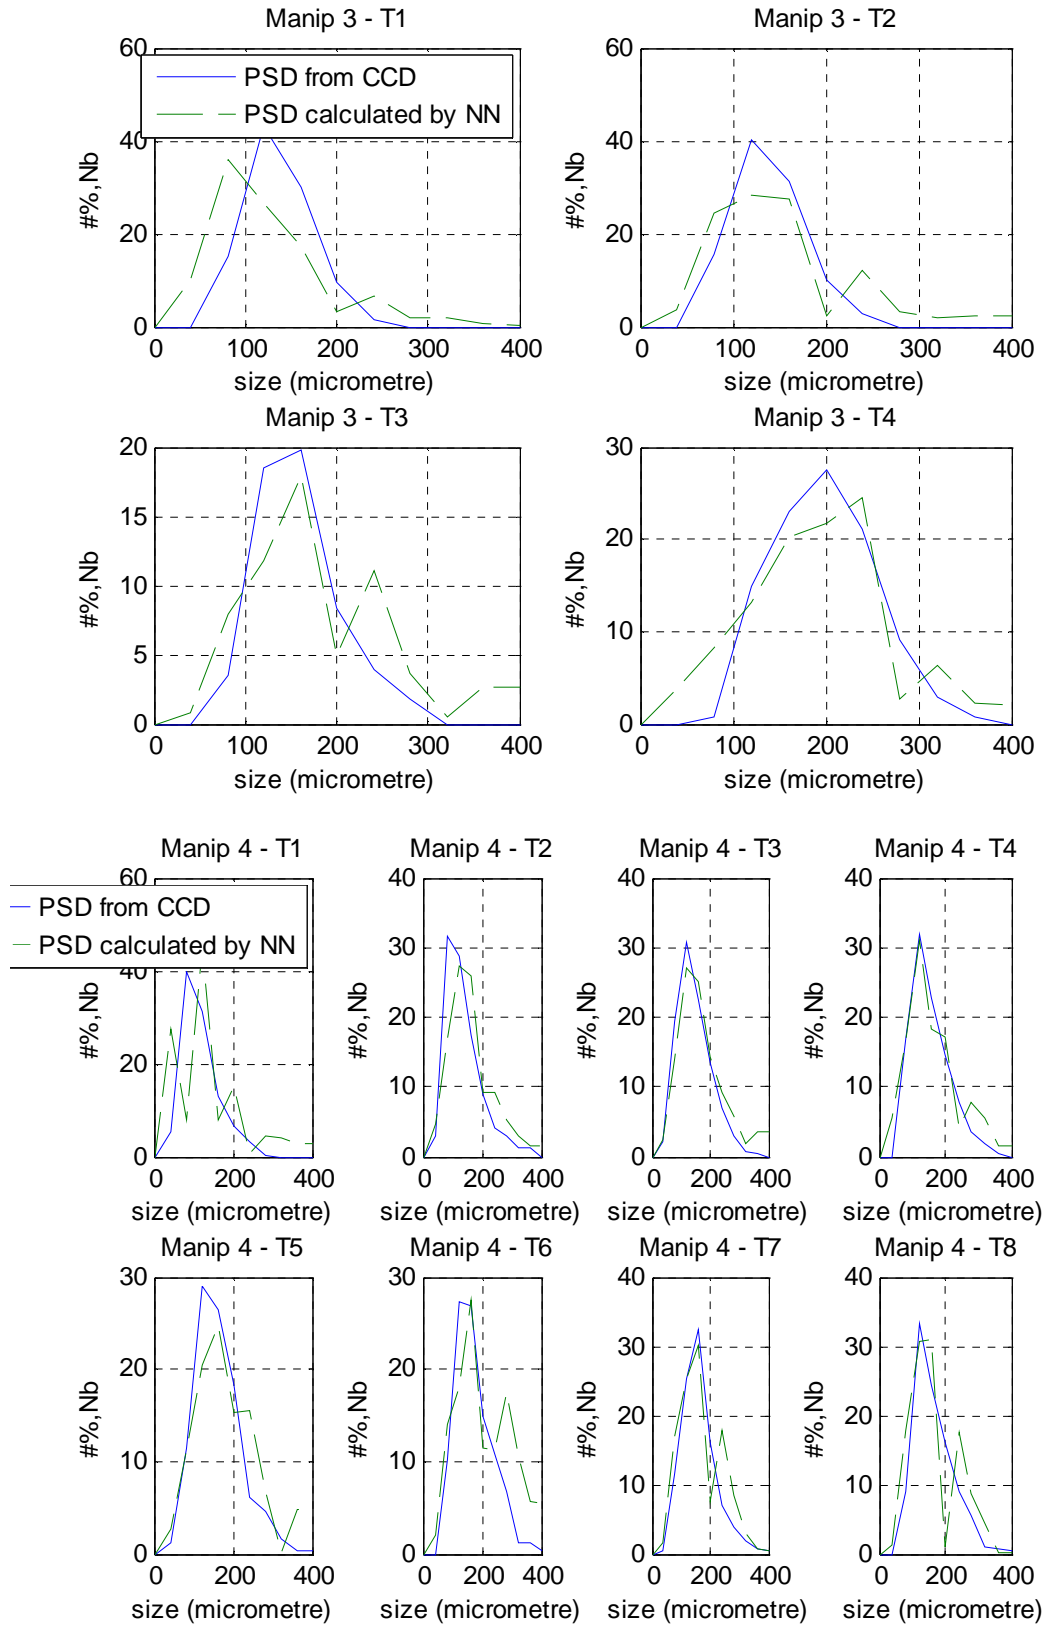 Manip 3 - T1
Manip 3 - T2
60
PSD from CCD
PSD calculated by NN
40
20
0
#%,Nb
0 100 200 300 400
size (micrometre)
60
40
20
0
#%,Nb
0 100 200 300 400
size (micrometre)
Manip 3 - T3
Manip 3 - T4
20
15
10
5
0
#%,Nb
0 100 200 300 400
size (micrometre)
30
20
10
0
#%,Nb
0 100 200 300 400
size (micrometre)
Manip 4 - T1
Manip 4 - T2
Manip 4 - T3
Manip 4 - T4
60
PSD from CCD
PSD calculated by NN
40
20
0
0 200 400
size (micrometre)
40
30
20
10
0
#%,Nb
0 200 400
size (micrometre)
40
30
20
10
0
#%,Nb
0 200 400
size (micrometre)
40
30
20
10
0
#%,Nb
0 200 400
size (micrometre)
Manip 4 - T5
Manip 4 - T6
Manip 4 - T7
Manip 4 - T8
30
20
10
0
#%,Nb
0 200 400
size (micrometre)
30
20
10
0
#%,Nb
0 200 400
size (micrometre)
40
30
20
10
0
#%,Nb
0 200 400
size (micrometre)
40
30
20
10
0
#%,Nb
0 200 400
size (micrometre)